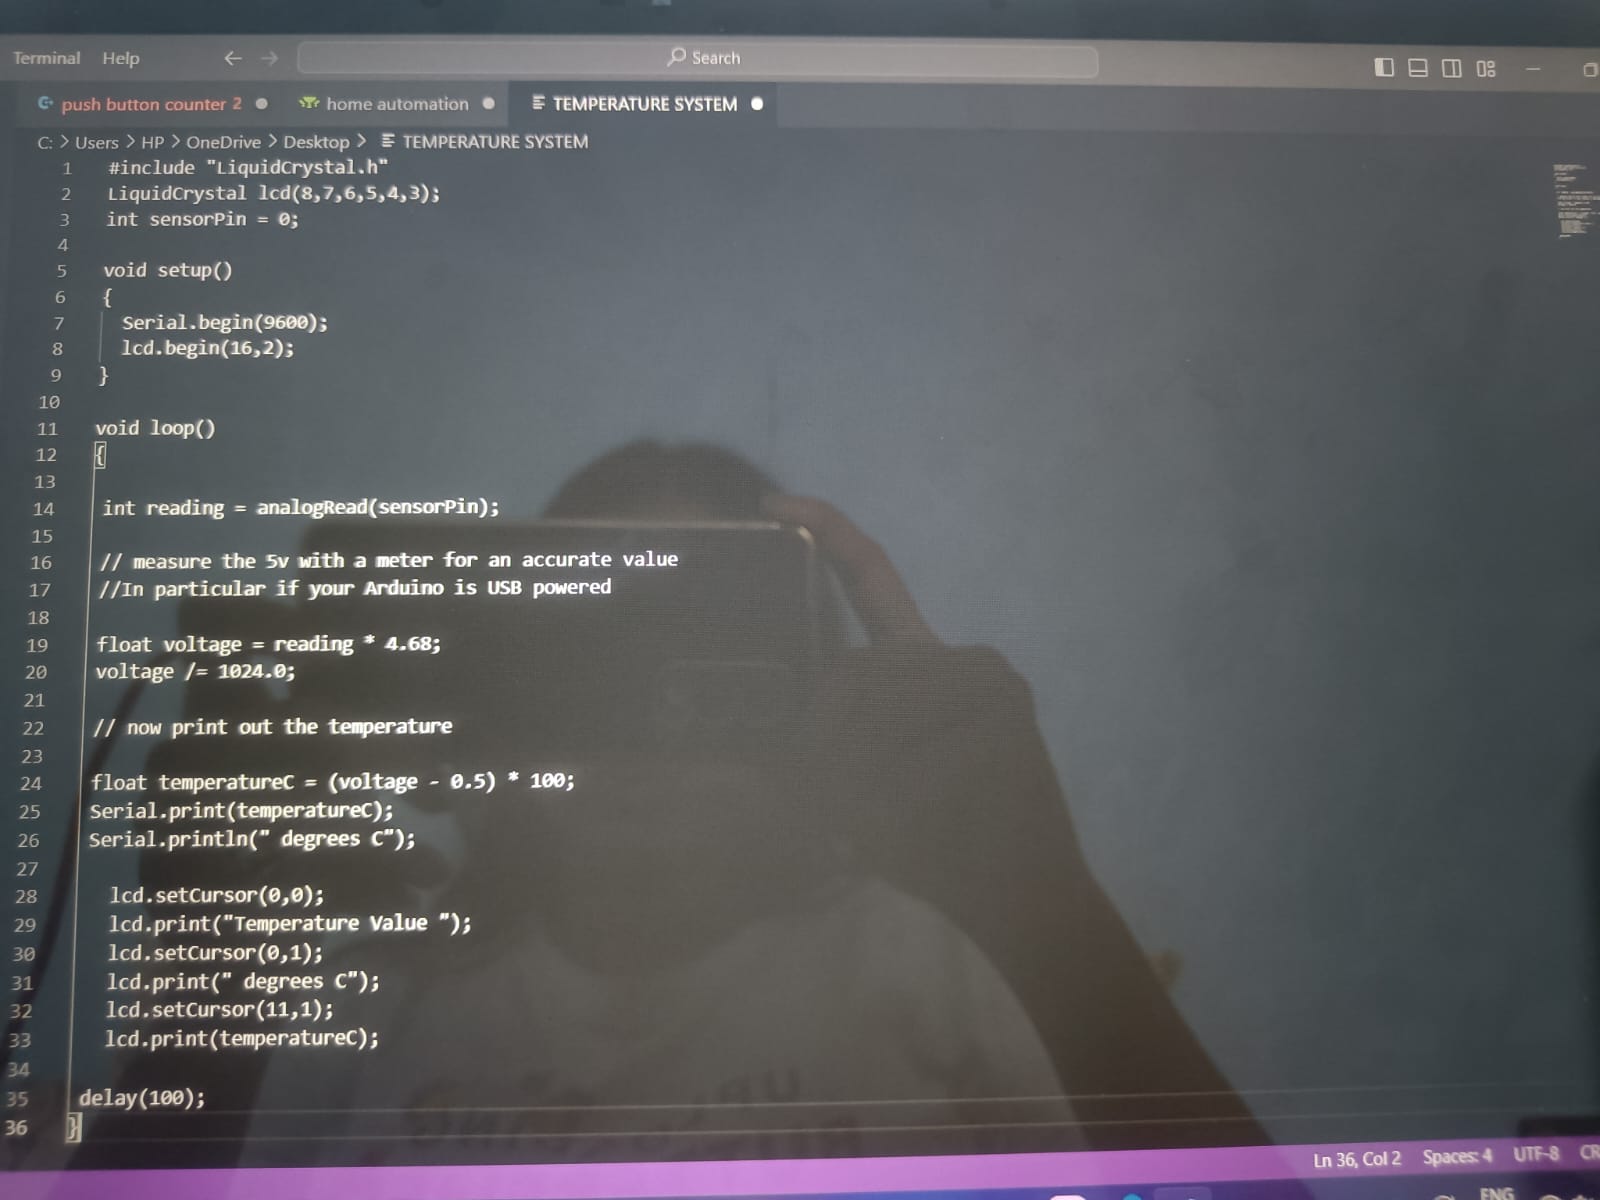 Terminal Help ← → Search
push button counter 2 ● home automation ● TEMPERATURE SYSTEM ●
C: > Users > HP > OneDrive > Desktop > TEMPERATURE SYSTEM
1 #include "LiquidCrystal.h"
2 LiquidCrystal lcd(8,7,6,5,4,3);
3 int sensorPin = 0;
4
5 void setup()
6 {
7 Serial.begin(9600);
8 lcd.begin(16,2);
9 }
10
11 void loop()
12 {
13
14 int reading = analogRead(sensorPin);
15
16 // measure the 5v with a meter for an accurate value
17 //In particular if your Arduino is USB powered
18
19 float voltage = reading * 4.68;
20 voltage /= 1024.0;
21
22 // now print out the temperature
23
24 float temperatureC = (voltage - 0.5) * 100;
25 Serial.print(temperatureC);
26 Serial.println(" degrees C");
27
28 lcd.setCursor(0,0);
29 lcd.print("Temperature Value ");
30 lcd.setCursor(0,1);
31 lcd.print(" degrees C");
32 lcd.setCursor(11,1);
33 lcd.print(temperatureC);
34
35 delay(100);
36 }
Ln 36, Col 2 Spaces: 4 UTF-8 CR
ENG